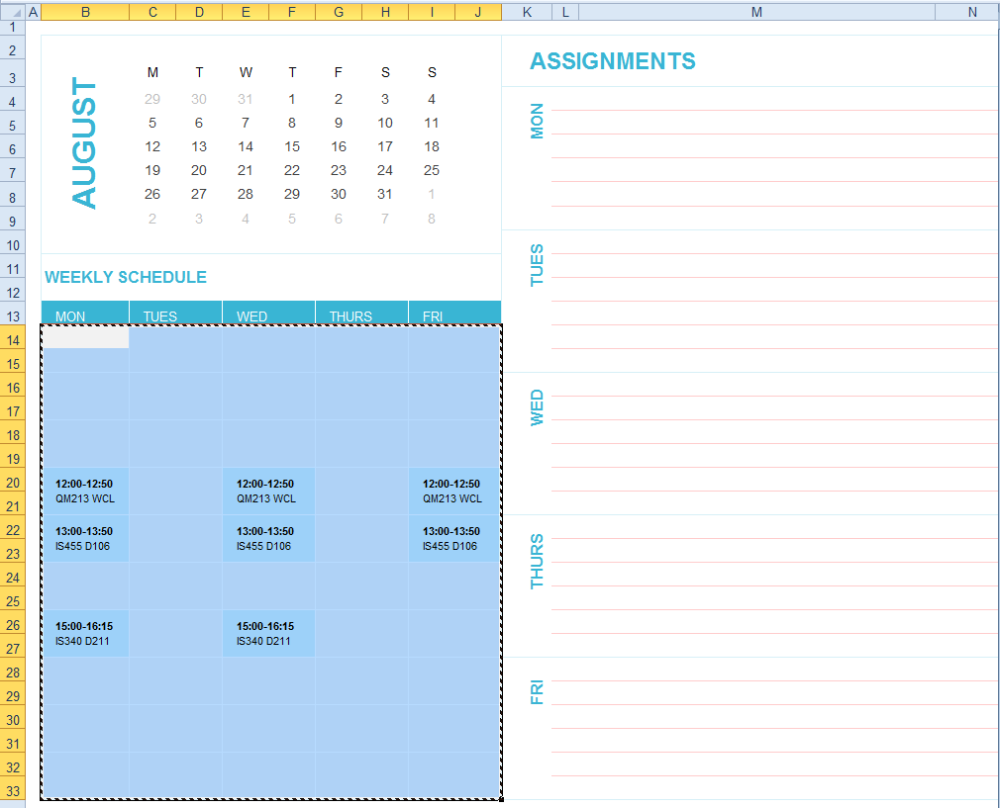 A B C D E F G H I J K L M N
1
2
3
4
5
6
7
8
9
10
11
12
13
14
15
16
17
18
19
20
21
22
23
24
25
26
27
28
29
30
31
32
33
AUGUST
M T W T F S S
29 30 31 1 2 3 4
5 6 7 8 9 10 11
12 13 14 15 16 17 18
19 20 21 22 23 24 25
26 27 28 29 30 31 1
2 3 4 5 6 7 8
WEEKLY SCHEDULE
MON TUES WED THURS FRI
12:00-12:50 12:00-12:50 12:00-12:50
QM213 WCL QM213 WCL QM213 WCL
13:00-13:50 13:00-13:50 13:00-13:50
IS455 D106 IS455 D106 IS455 D106
15:00-16:15 15:00-16:15
IS340 D211 IS340 D211
ASSIGNMENTS
MON
TUES
WED
THURS
FRI